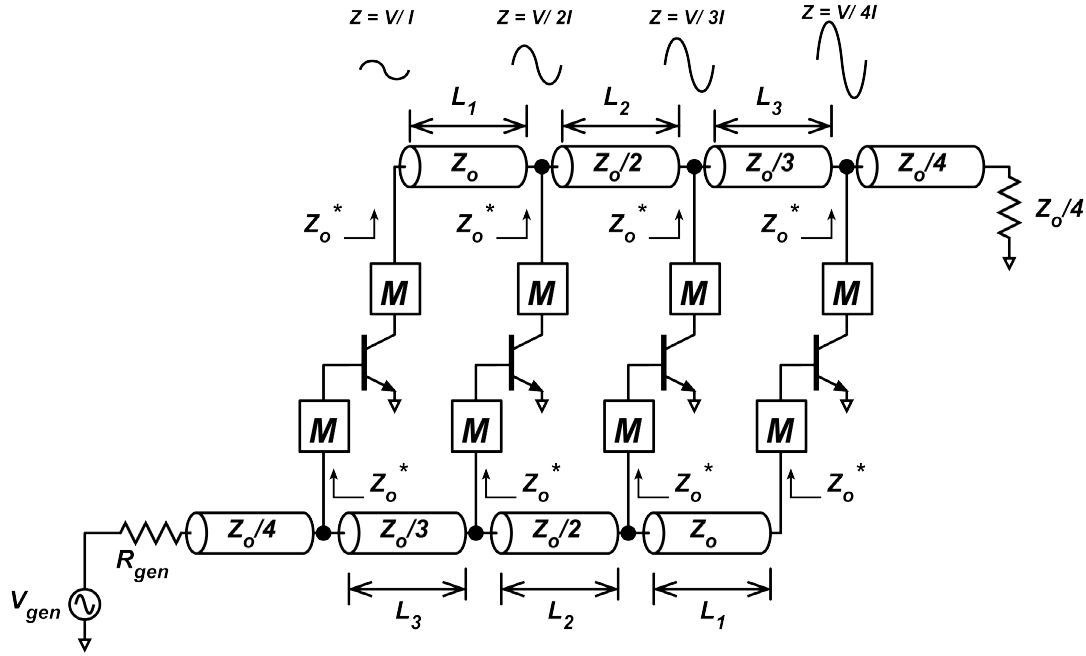 Z = V/ I
Z = V/ 2I
Z = V/ 3I
Z = V/ 4I
L1
L2
L3
Zo
Zo/2
Zo/3
Zo/4
Zo/4
Zo*
Zo*
Zo*
Zo*
M
M
M
M
M
M
M
M
Zo*
Zo*
Zo*
Zo*
Zo/4
Zo/3
Zo/2
Zo
Rgen
Vgen
L3
L2
L1